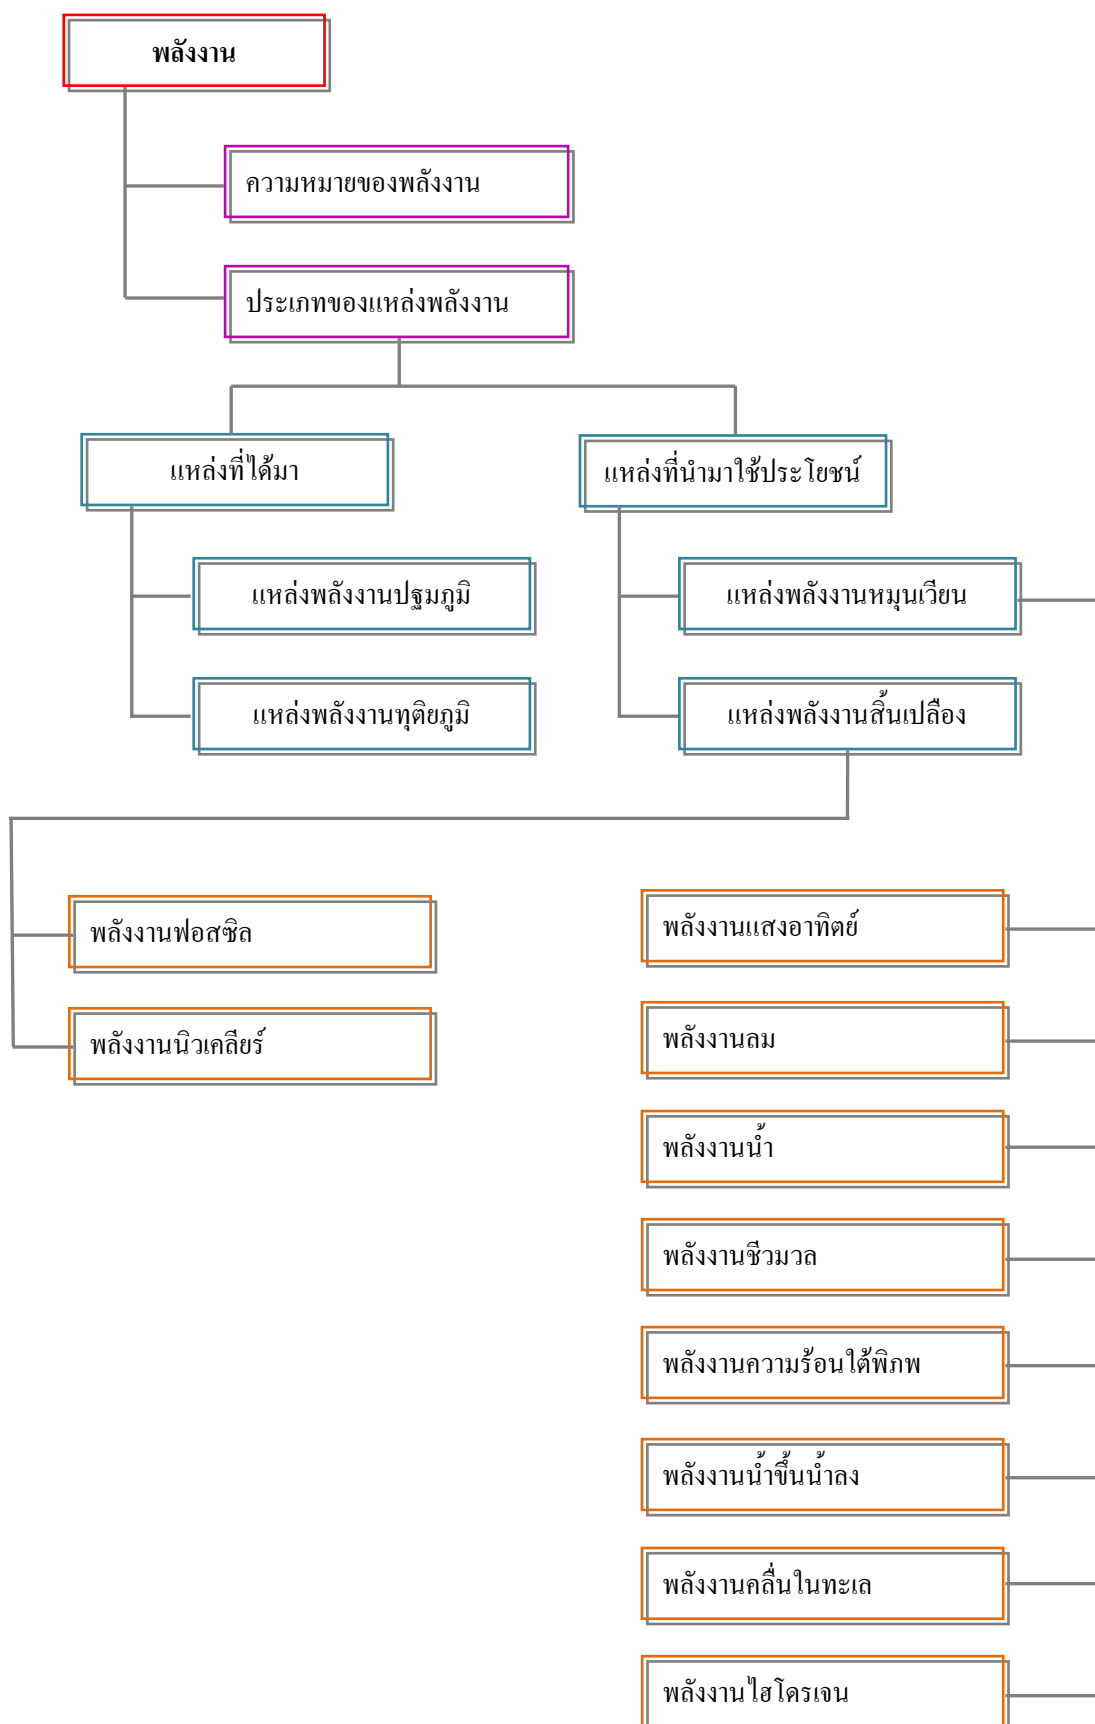 พลังงาน
ความหมายของพลังงาน
ประเภทของแหล่งพลังงาน
แหล่งที่ได้มา
แหล่งที่นำมาใช้ประโยชน์
แหล่งพลังงานปฐมภูมิ
แหล่งพลังงานหมุนเวียน
แหล่งพลังงานทุติยภูมิ
แหล่งพลังงานสิ้นเปลือง
พลังงานฟอสซิล
พลังงานนิวเคลียร์
พลังงานแสงอาทิตย์
พลังงานลม
พลังงานน้ำ
พลังงานชีวมวล
พลังงานความร้อนใต้พิภพ
พลังงานน้ำขึ้นน้ำลง
พลังงานคลื่นในทะเล
พลังงานไฮโดรเจน